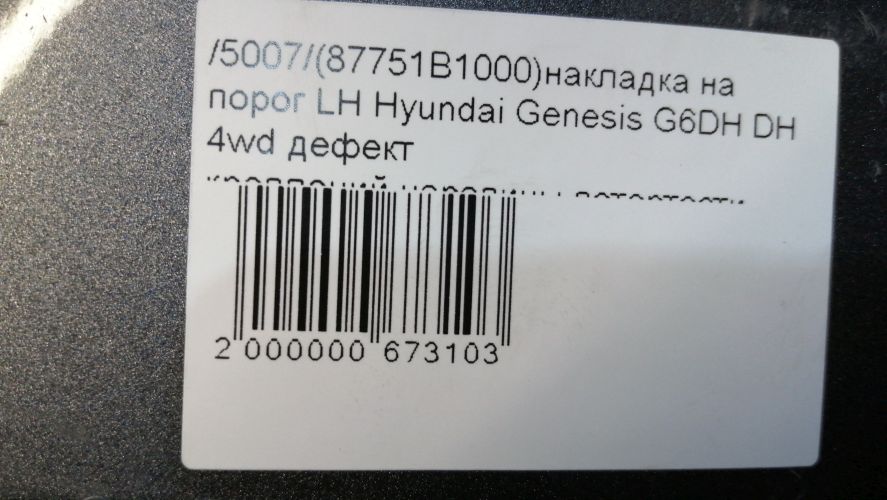 /5007/(87751B1000)накладка на
порог LH Hyundai Genesis G6DH DH
4wd дефект
2 000000 673103